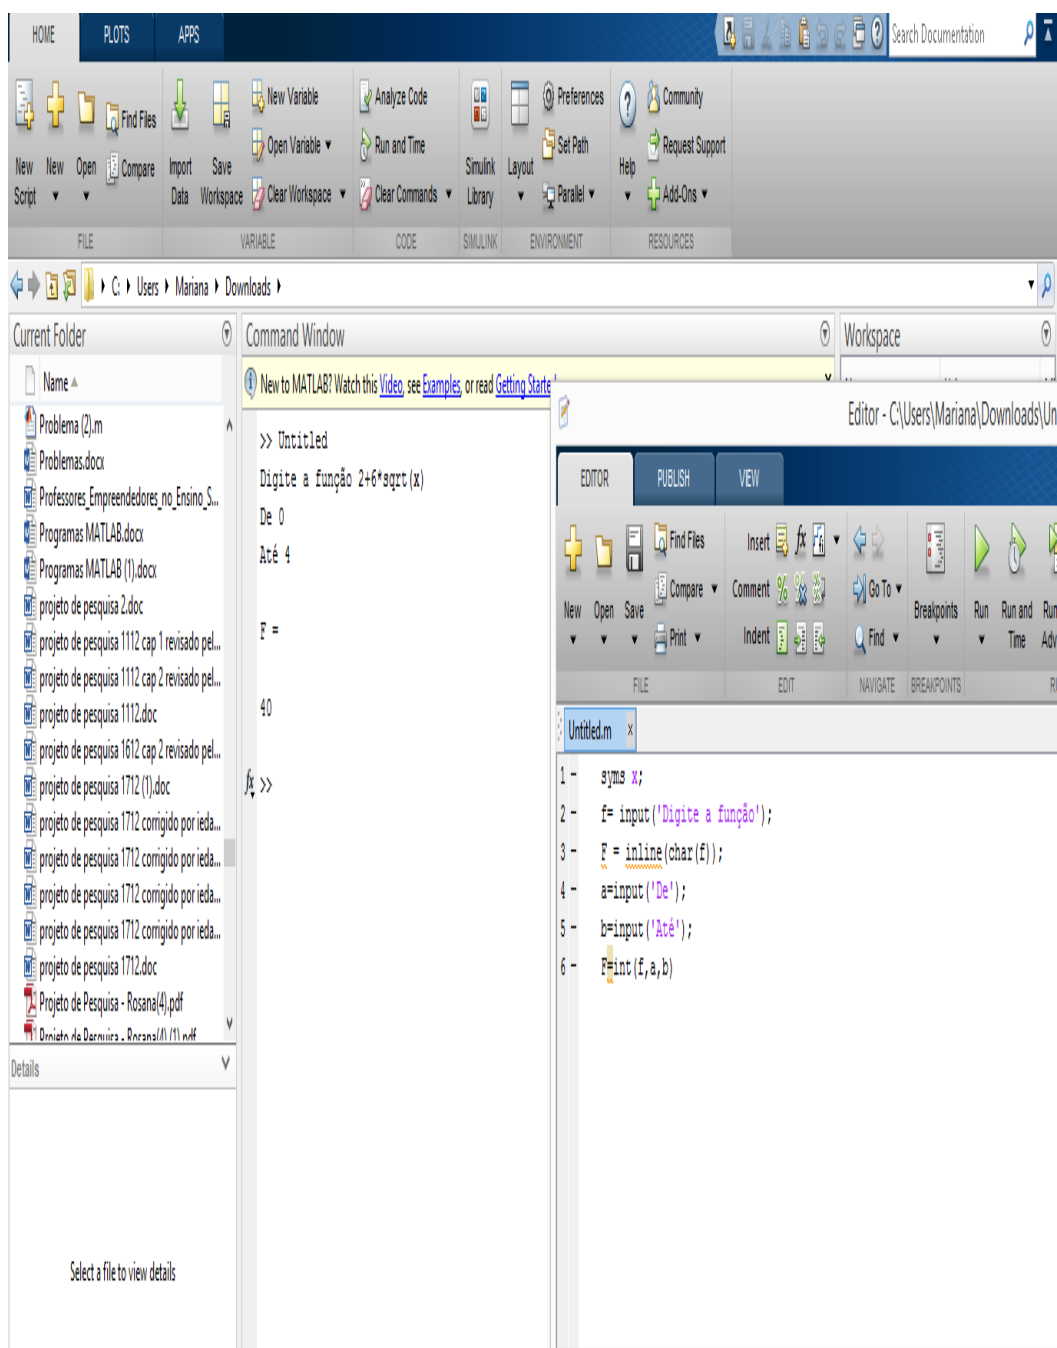 HOME PLOTS APPS
Search Documentation
New Script
New
Open
Find Files
Compare
Import Data
Save Workspace
New Variable
Open Variable
Clear Workspace
Analyze Code
Run and Time
Clear Commands
Simulink Library
Layout
Preferences
Set Path
Parallel
Help
Community
Request Support
Add-Ons
FILE VARIABLE CODE SIMULINK ENVIRONMENT RESOURCES
C: Users Mariana Downloads
Current Folder
Name
Problema (2).m
Problemas.docx
Professores_Empreendedores_no_Ensino_S...
Programas MATLAB.docx
Programas MATLAB (1).docx
projeto de pesquisa 2.doc
projeto de pesquisa 1112 cap 1 revisado pel...
projeto de pesquisa 1112 cap 2 revisado pel...
projeto de pesquisa 1112.doc
projeto de pesquisa 1612 cap 2 revisado pel...
projeto de pesquisa 1712 (1).doc
projeto de pesquisa 1712 corrigido por ieda...
projeto de pesquisa 1712 corrigido por ieda...
projeto de pesquisa 1712 corrigido por ieda...
projeto de pesquisa 1712 corrigido por ieda...
projeto de pesquisa 1712.doc
Projeto de Pesquisa - Rosana(4).pdf
Projeto de Pesquisa - Rosana(4) (1).pdf
Details
Select a file to view details
Command Window
New to MATLAB? Watch this Video, see Examples, or read Getting Starte
>> Untitled
Digite a função 2+6*sqrt(x)
De 0
Até 4
F =
40
fx >>
Workspace
Editor - C:\Users\Mariana\Downloads\Un
EDITOR PUBLISH VIEW
New
Open
Save
Find Files
Compare
Print
Insert fx
Comment
Indent
Go To
Find
Breakpoints
Run
Run and Time
Run
Adv
FILE EDIT NAVIGATE BREAKPOINTS
Untitled.m x
1 - syms x;
2 - f= input('Digite a função');
3 - F = inline(char(f));
4 - a=input('De');
5 - b=input('Até');
6 - F=int(f,a,b)